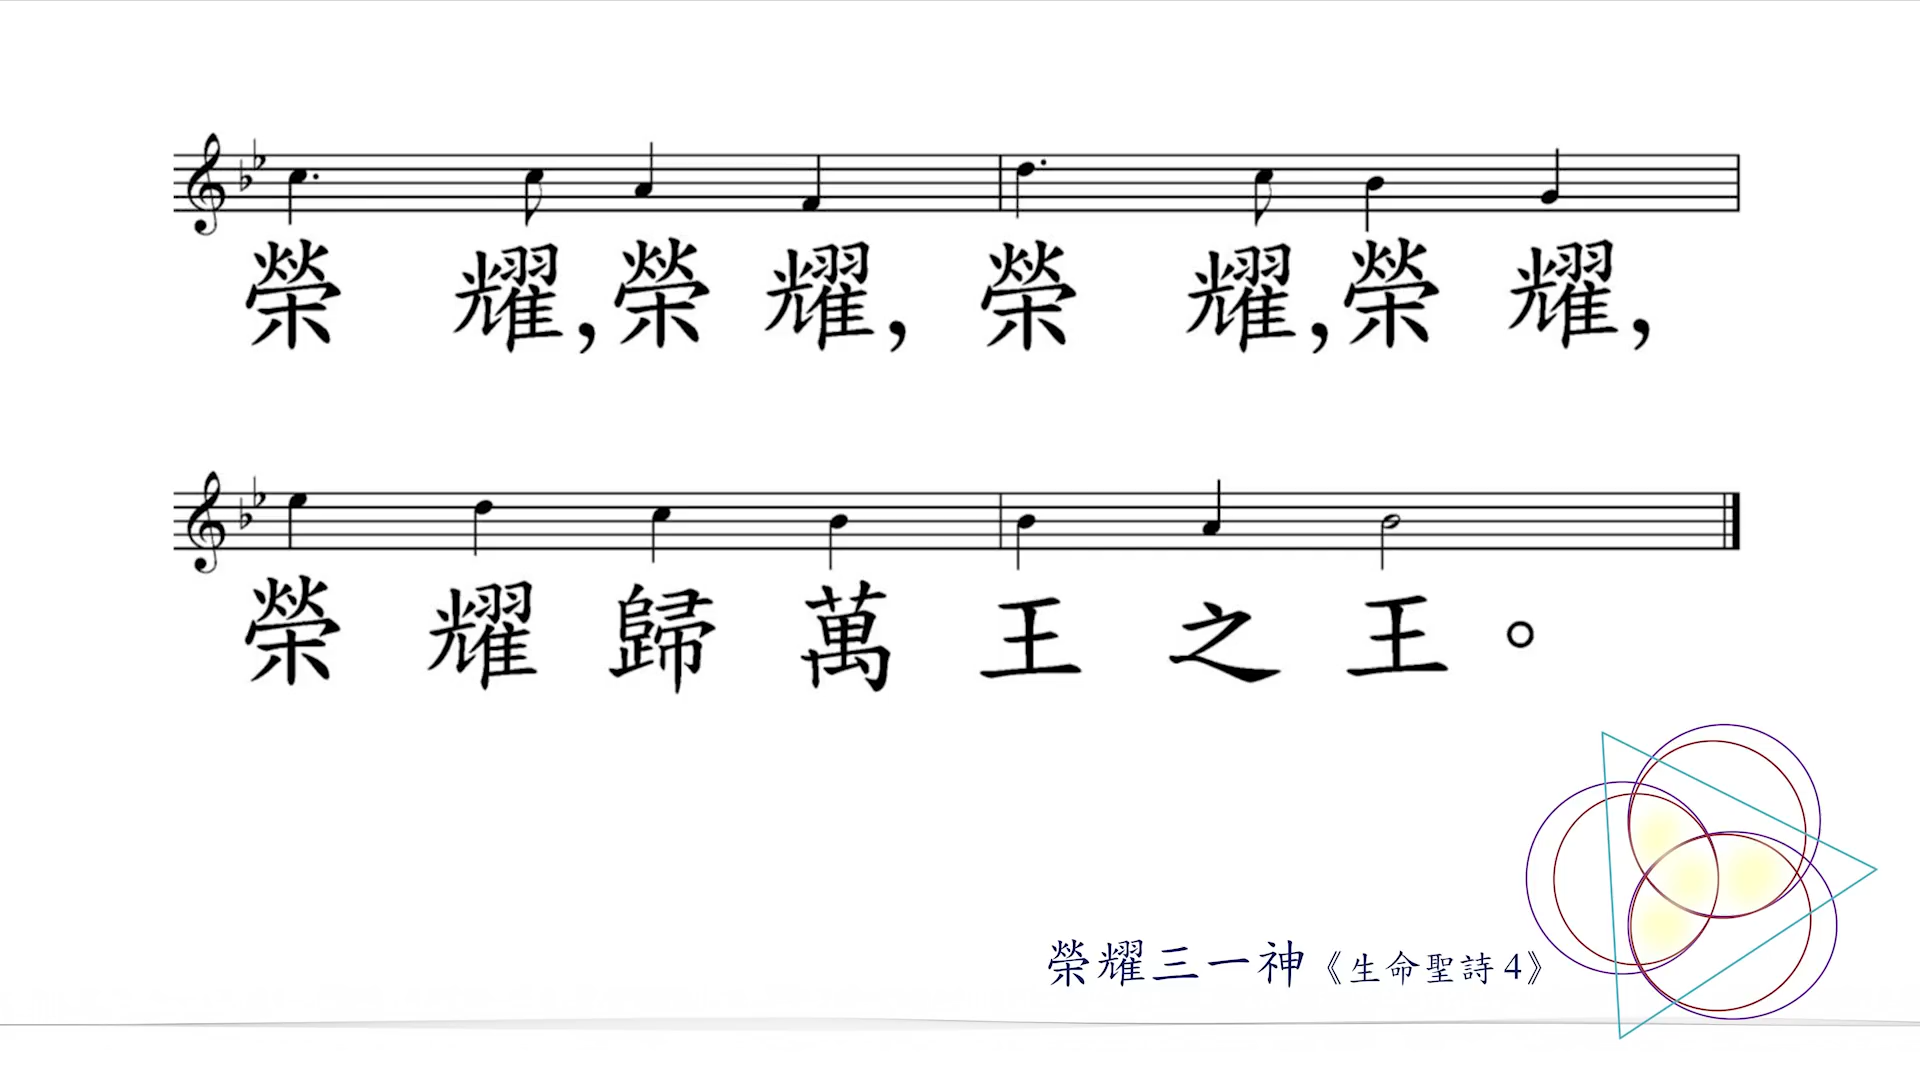 榮 耀,榮 耀, 榮 耀,榮 耀,
榮 耀 歸 萬 王 之 王 。
榮耀三一神《生命聖詩 4》